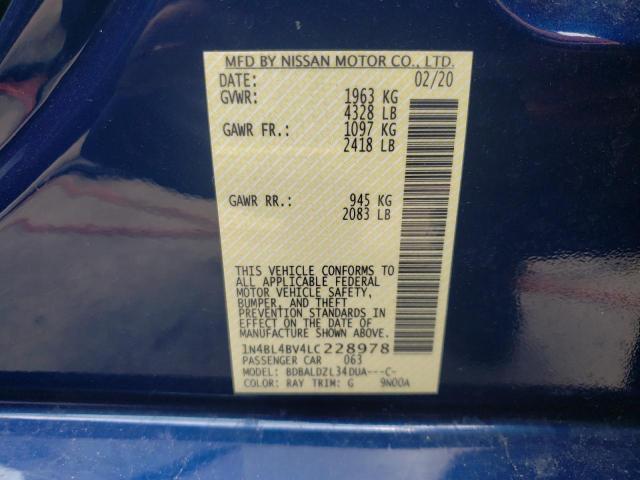 MFD BY NISSAN MOTOR CO., LTD.
DATE: 02/20
GVWR: 1963 KG
4328 LB
GAWR FR.: 1097 KG
2418 LB
GAWR RR.: 945 KG
2083 LB
THIS VEHICLE CONFORMS TO
ALL APPLICABLE FEDERAL
MOTOR VEHICLE SAFETY,
BUMPER, AND THEFT
PREVENTION STANDARDS IN
EFFECT ON THE DATE OF
MANUFACTURE SHOWN ABOVE.
1N4BL4BV4LC228978
PASSENGER CAR 063
MODEL: BDBALDZL34DUA---C-
COLOR: RAY TRIM: G 9N00A